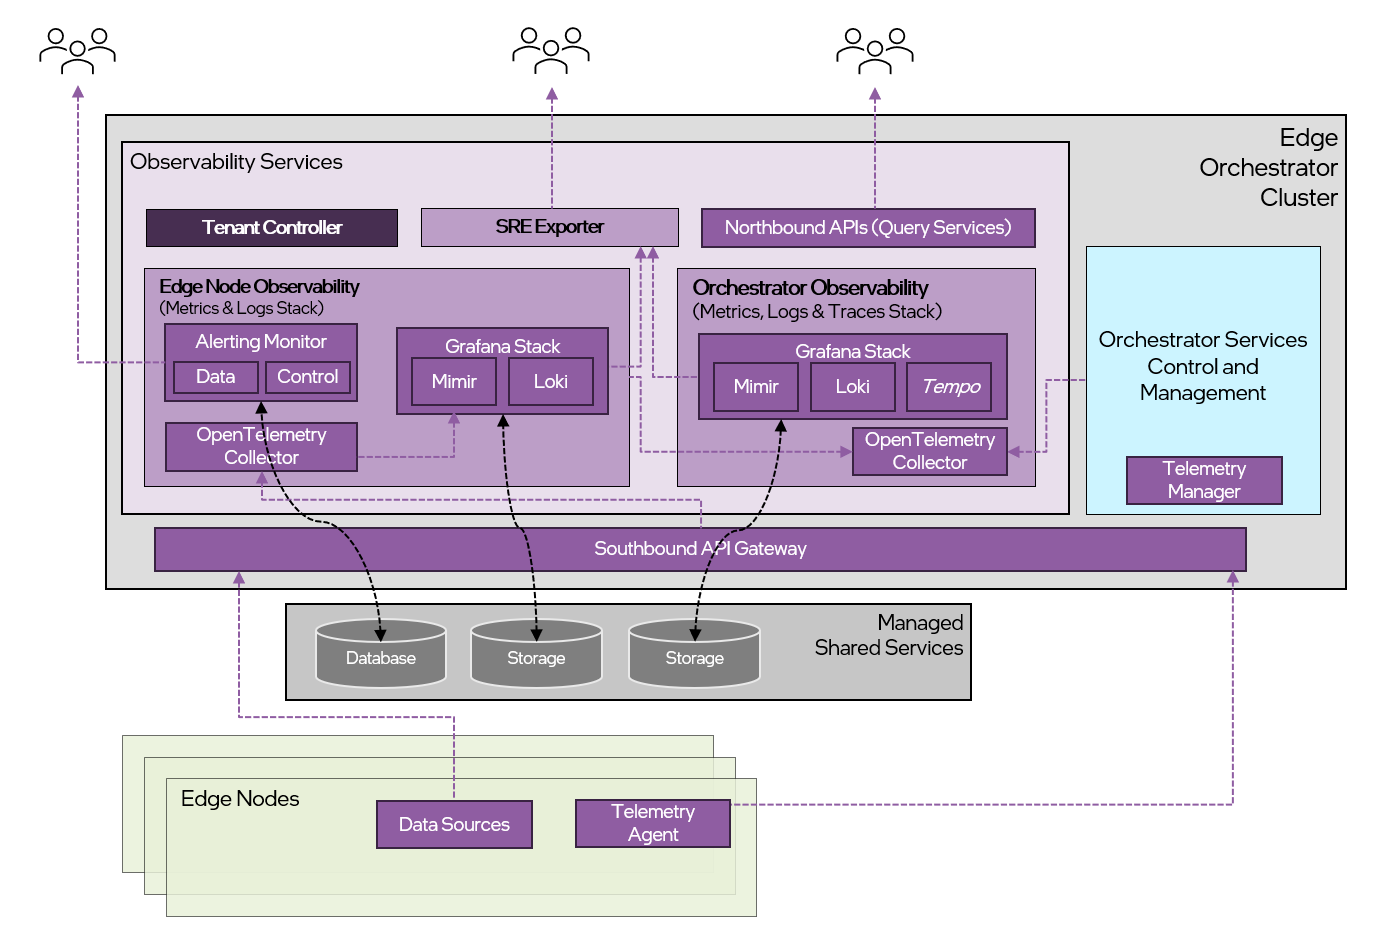 Edge
Orchestrator
Cluster
Observability Services
Tenant Controller
SRE Exporter
Northbound APIs (Query Services)
Edge Node Observability
(Metrics & Logs Stack)
Alerting Monitor
Data
Control
Grafana Stack
Mimir
Loki
OpenTelemetry
Collector
Orchestrator Observability
(Metrics, Logs & Traces Stack)
Grafana Stack
Mimir
Loki
Tempo
OpenTelemetry
Collector
Orchestrator Services
Control and
Management
Telemetry
Manager
Southbound API Gateway
Managed
Shared Services
Database
Storage
Storage
Edge Nodes
Data Sources
Telemetry
Agent